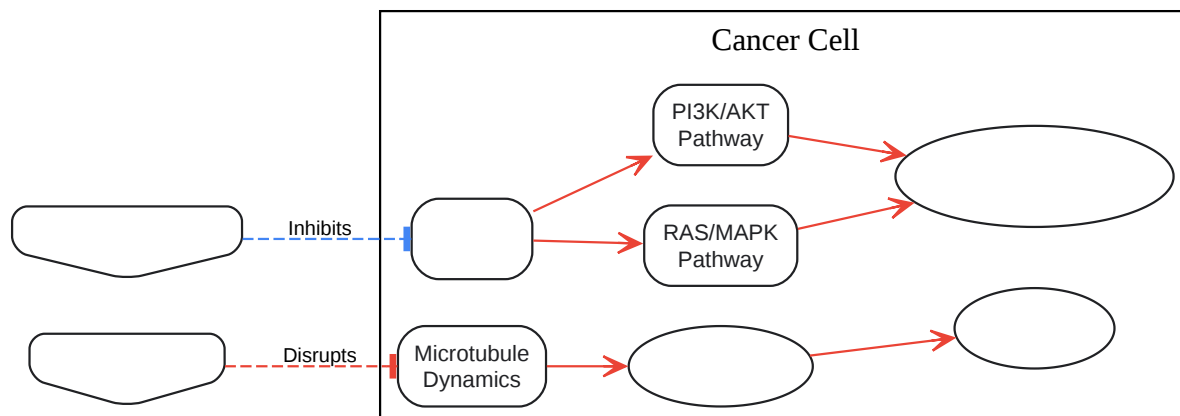 Cancer Cell
PI3K/AKT
Pathway
Inhibits
RAS/MAPK
Pathway
Disrupts
Microtubule
Dynamics